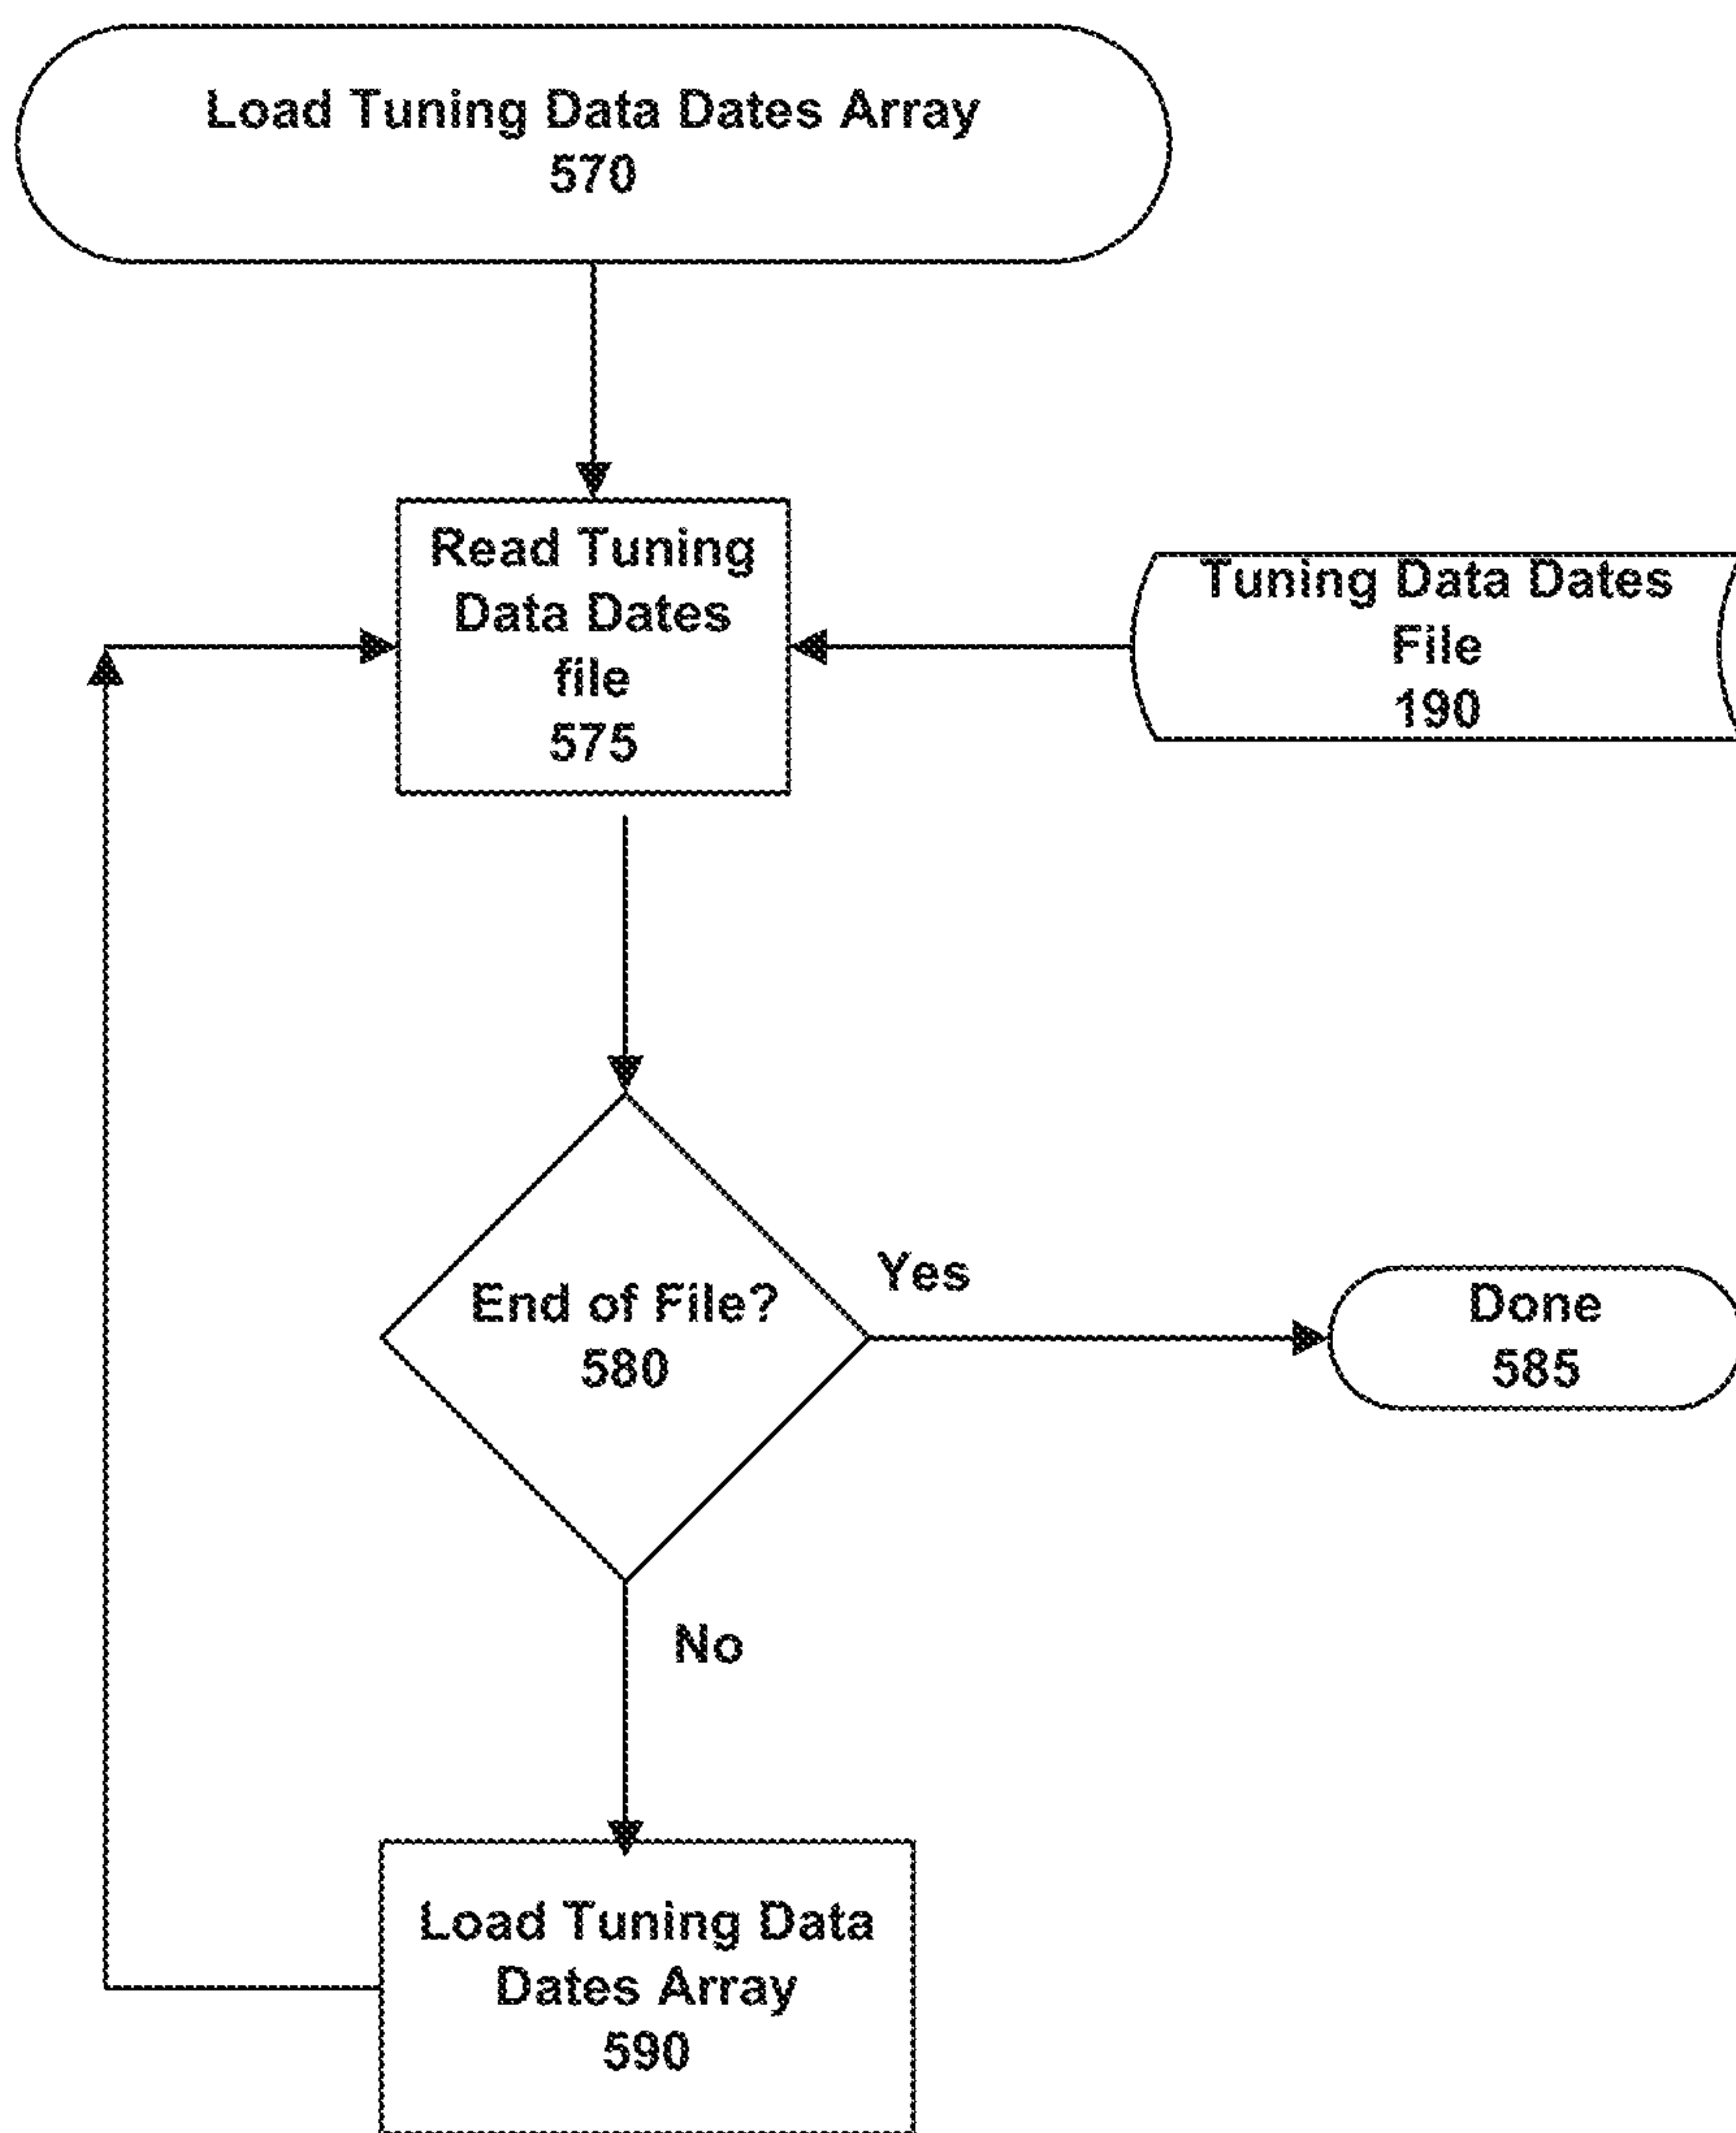 Load Tuning Data Dates Array
570
Read Tuning
Data Dates
file
575
Tuning Data Dates
File
190
End of File?
580
Yes
Done
585
No
Load Tuning Data
Dates Array
590